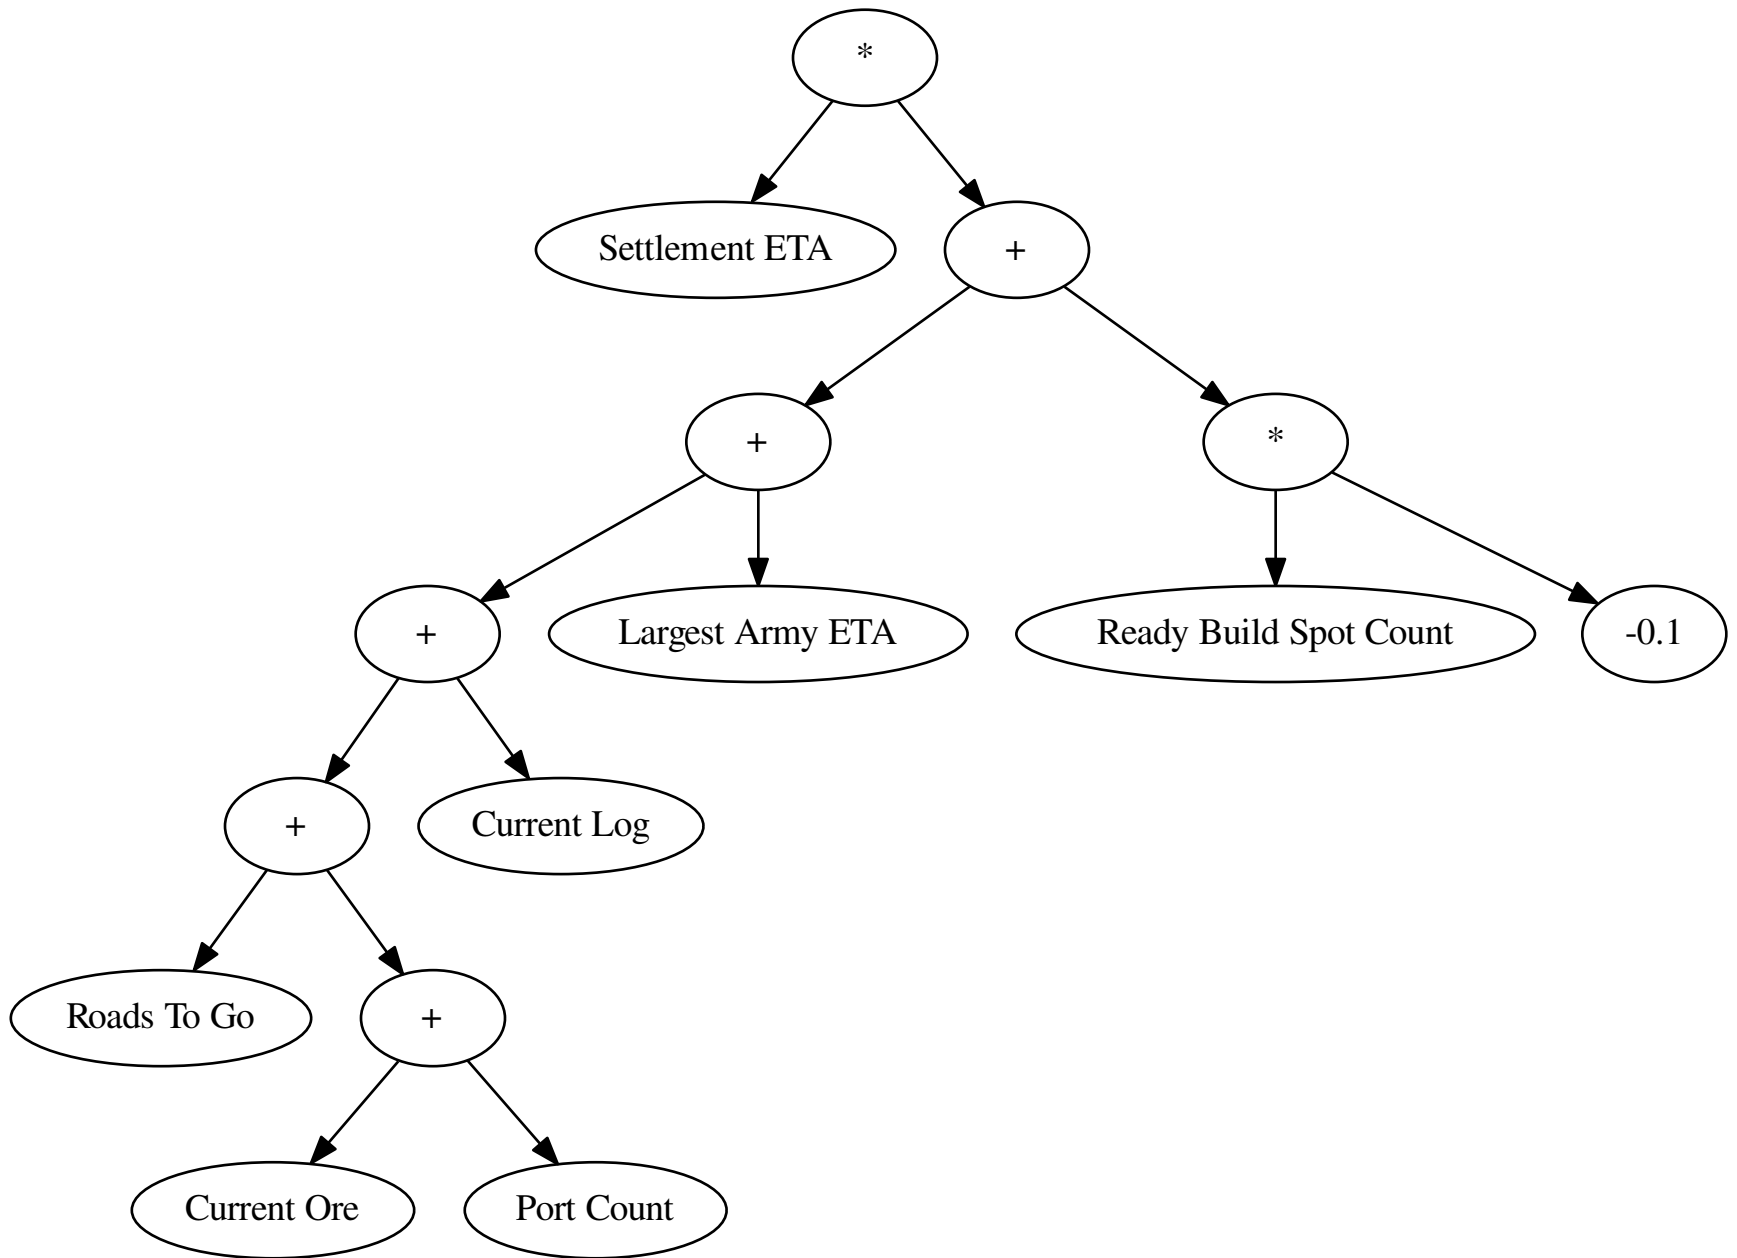 *
Settlement ETA
+
+
*
+
Largest Army ETA
Ready Build Spot Count
-0.1
+
Current Log
Roads To Go
+
Current Ore
Port Count